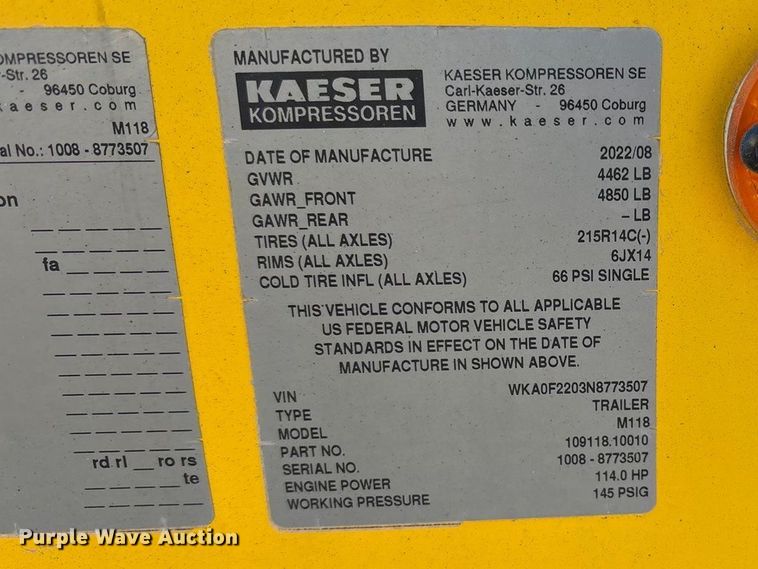 KOMPRESSOREN SE
-Str. 26
- 96450 Coburg
kaeser.com
M118
al No.: 1008 - 8773507
on
fa
rd rl __ ro rs
te
MANUFACTURED BY
KAESER
KOMPRESSOREN
KAESER KOMPRESSOREN SE
Carl-Kaeser-Str. 26
GERMANY - 96450 Coburg
www.kaeser.com
DATE OF MANUFACTURE 2022/08
GVWR 4462 LB
GAWR_FRONT 4850 LB
GAWR_REAR – LB
TIRES (ALL AXLES) 215R14C(-)
RIMS (ALL AXLES) 6JX14
COLD TIRE INFL (ALL AXLES) 66 PSI SINGLE
THIS VEHICLE CONFORMS TO ALL APPLICABLE
US FEDERAL MOTOR VEHICLE SAFETY
STANDARDS IN EFFECT ON THE DATE OF
MANUFACTURE IN SHOWN ABOVE.
VIN WKA0F2203N8773507
TYPE TRAILER
MODEL M118
PART NO. 109118.10010
SERIAL NO. 1008 - 8773507
ENGINE POWER 114.0 HP
WORKING PRESSURE 145 PSIG
Purple Wave Auction